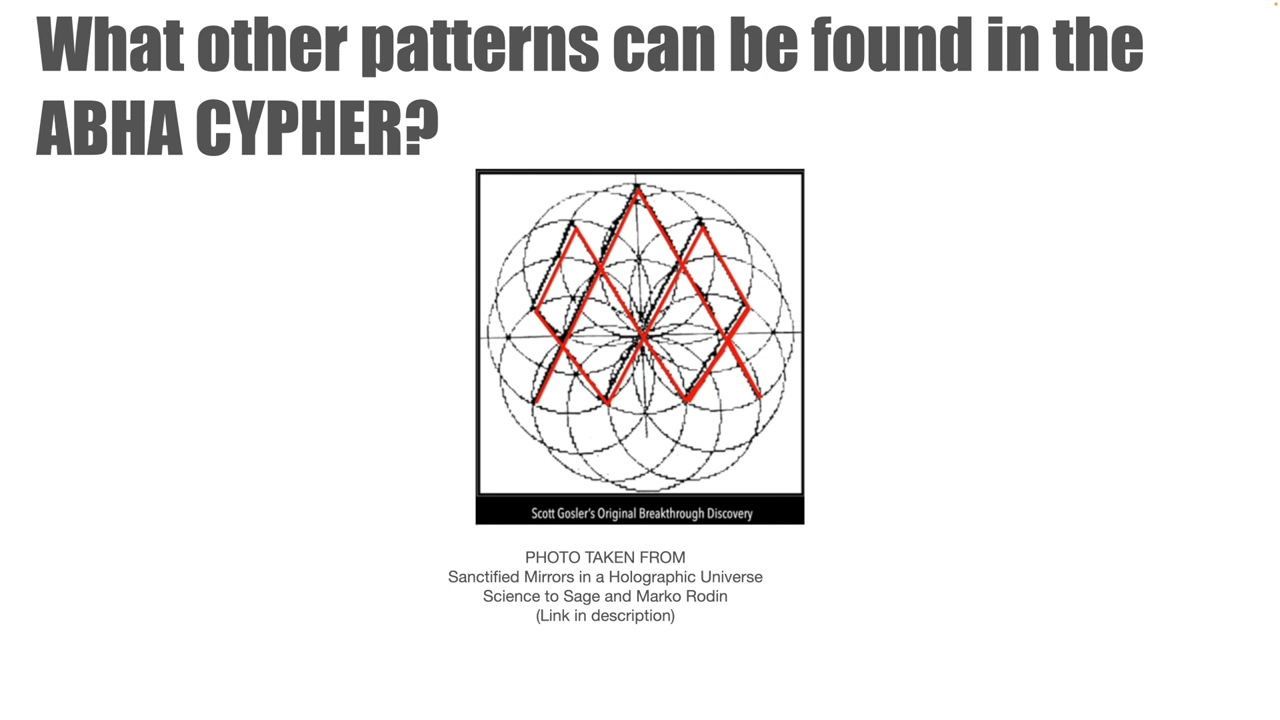 What other patterns can be found in the
ABHA CYPHER?
Scott Gosler's Original Breakthrough Discovery
PHOTO TAKEN FROM
Sanctified Mirrors in a Holographic Universe
Science to Sage and Marko Rodin
(Link in description)